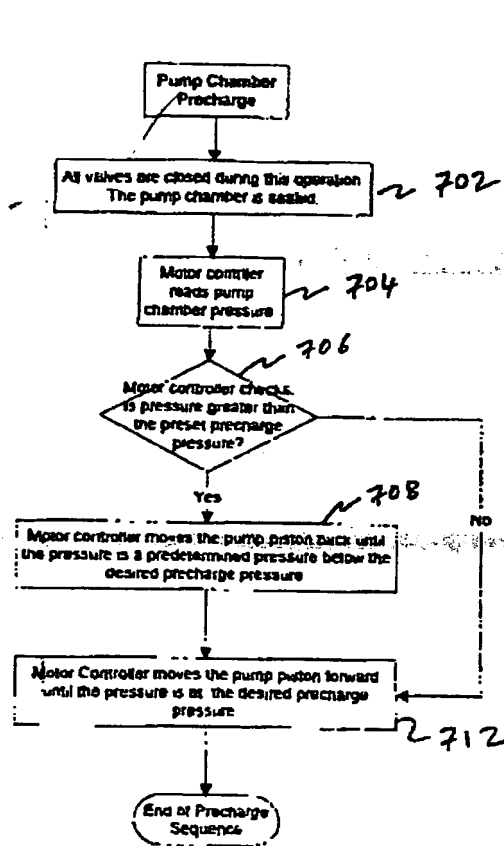 Pump Chamber
Precharge
All valves are closed during this operation
The pump chamber is sealed.
702
Motor controller
reads pump
chamber pressure
704
706
Motor controller checks.
Is pressure greater than
the preset precharge
pressure?
Yes
708
NO
Motor controller moves the pump piston back until
the pressure is a predetermined pressure below the
desired precharge pressure
Motor Controller moves the pump piston forward
until the pressure is at the desired precharge
pressure
712
End of Precharge
Sequence